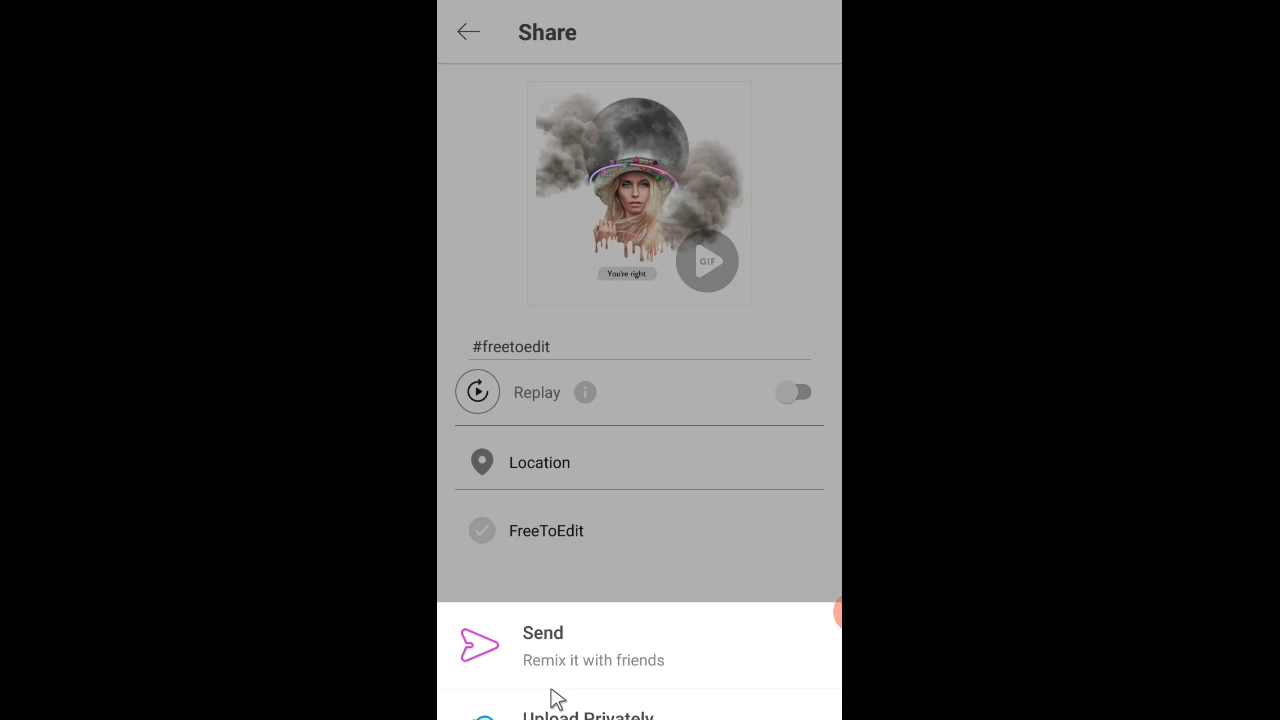 Share
GIF
You're right
#freetoedit
Replay
Location
FreeToEdit
Send
Remix it with friends
Upload Privately